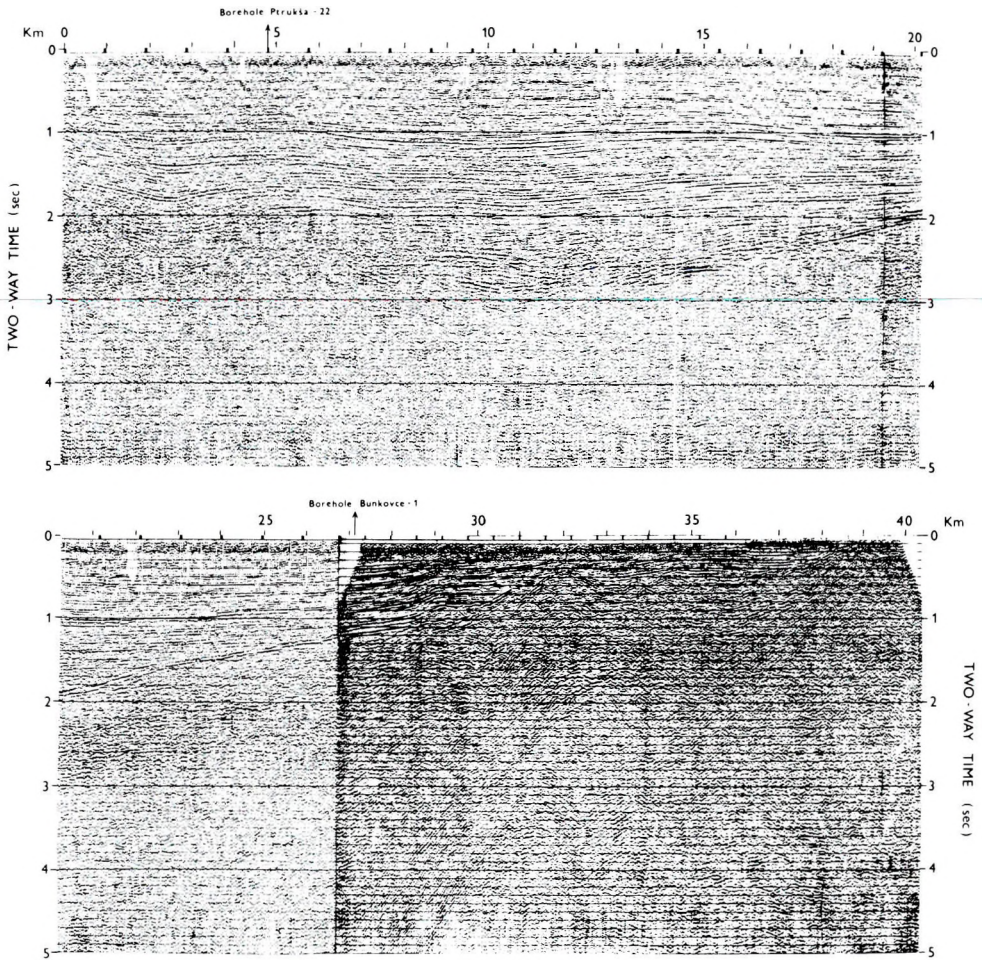 Borehole Ptrukša - 22
Km 0 5 10 15 20
0 0
1 1
2 2
3 3
4 4
5 5
TWO - WAY TIME (sec)
Borehole Bunkovce - 1
25 30 35 40 Km
0 0
1 1
2 2
3 3
4 4
5 5
TWO - WAY TIME (sec)